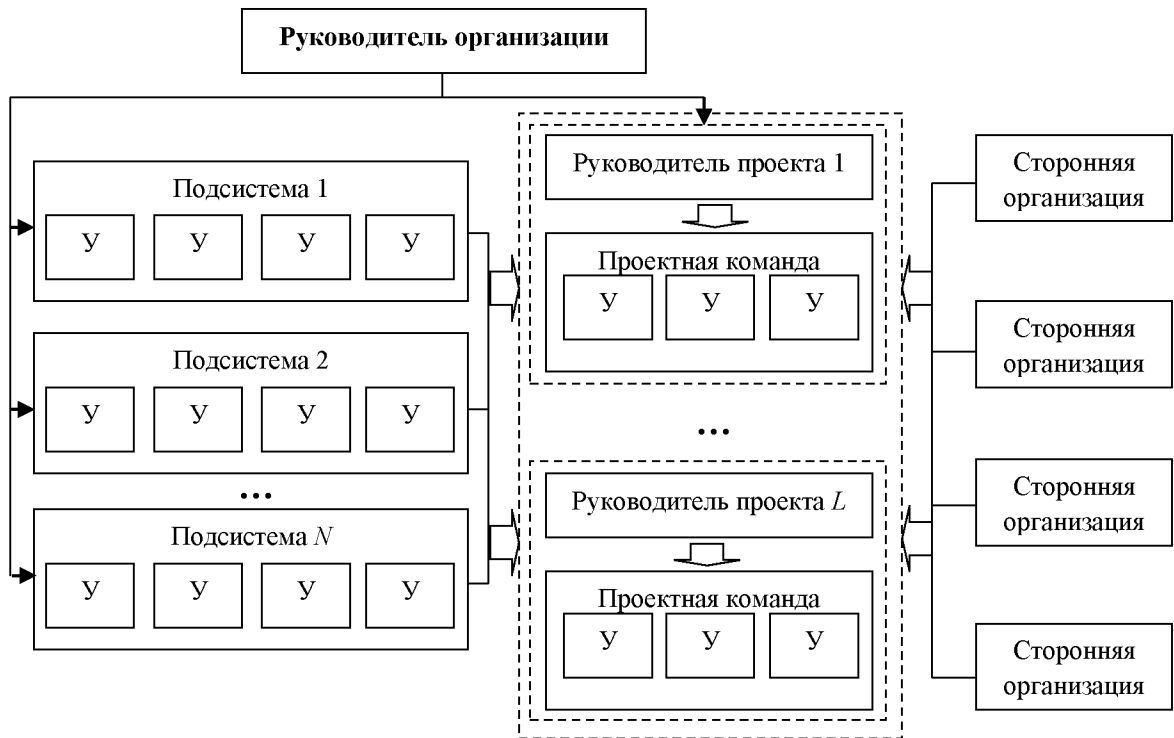 Руководитель организации
Подсистема 1
У У У У
Подсистема 2
У У У У
...
Подсистема N
У У У У
Руководитель проекта 1
Проектная команда
У У У
...
Руководитель проекта L
Проектная команда
У У У
Сторонняя
организация
Сторонняя
организация
Сторонняя
организация
Сторонняя
организация